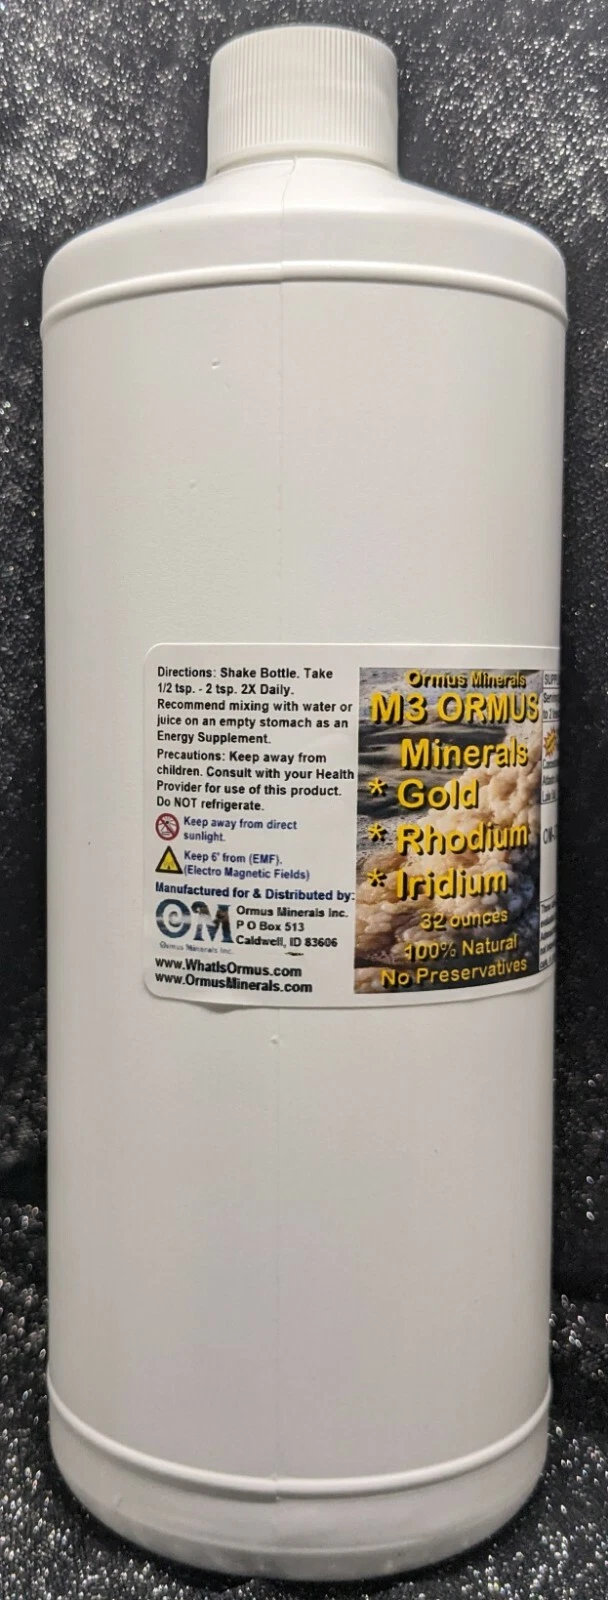 Directions: Shake Bottle. Take
1/2 tsp. - 2 tsp. 2X Daily.
Recommend mixing with water or
juice on an empty stomach as an
Energy Supplement.
Precautions: Keep away from
children. Consult with your Health
Provider for use of this product.
Do NOT refrigerate.
Keep away from direct
sunlight.
Keep 6' from (EMF).
(Electro Magnetic Fields)
Manufactured for & Distributed by:
OM
Ormus Minerals Inc.
Ormus Minerals Inc.
P O Box 513
Caldwell, ID 83606
www.WhatIsOrmus.com
www.OrmusMinerals.com
Ormus Minerals
M3 ORMUS
Minerals
* Gold
* Rhodium
* Iridium
32 ounces
100% Natural
No Preservatives